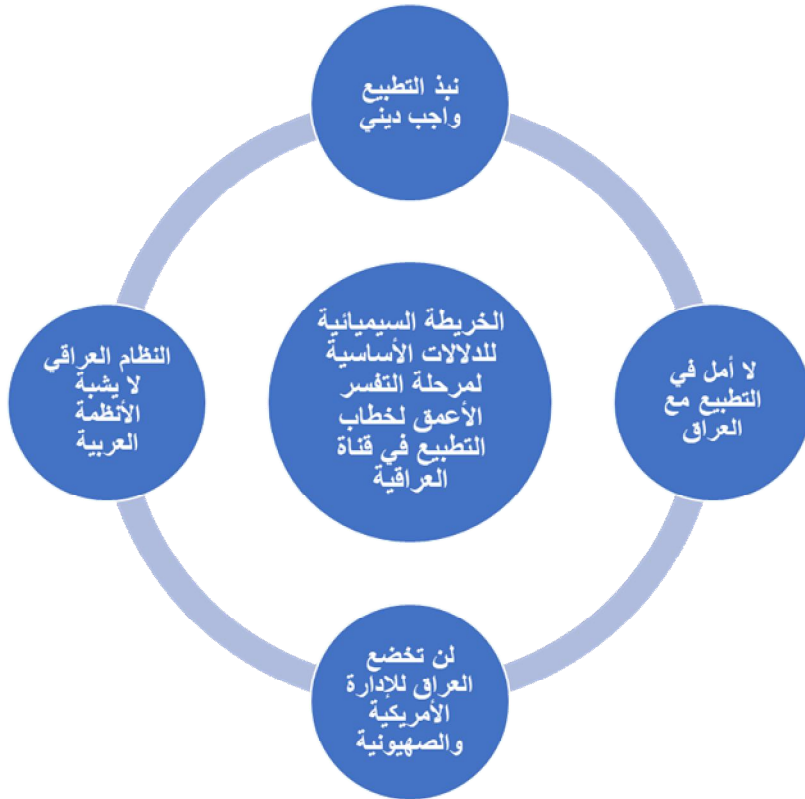 نبذ التطبيع
واجب ديني
الخريطة السيميائية
للدلالات الأساسية
لمرحلة التفسر
الأعمق لخطاب
التطبيع في قناة
العراقية
لا أمل في
التطبيع مع
العراق
لن تخضع
العراق للإدارة
الأمريكية
والصهيونية
النظام العراقي
لا يشبة
الأنظمة
العربية